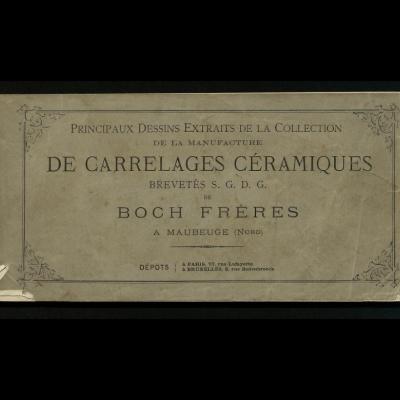 PRINCIPAUX DESSINS EXTRAITS DE LA COLLECTION
DE LA MANUFACTURE
DE CARRELAGES CÉRAMIQUES
BREVETÉS S. G. D. G.
DE
BOCH FRÈRES
A MAUBEUGE (NORD)
DÉPOTS
A PARIS, rue Lafayette
A BRUXELLES, rue